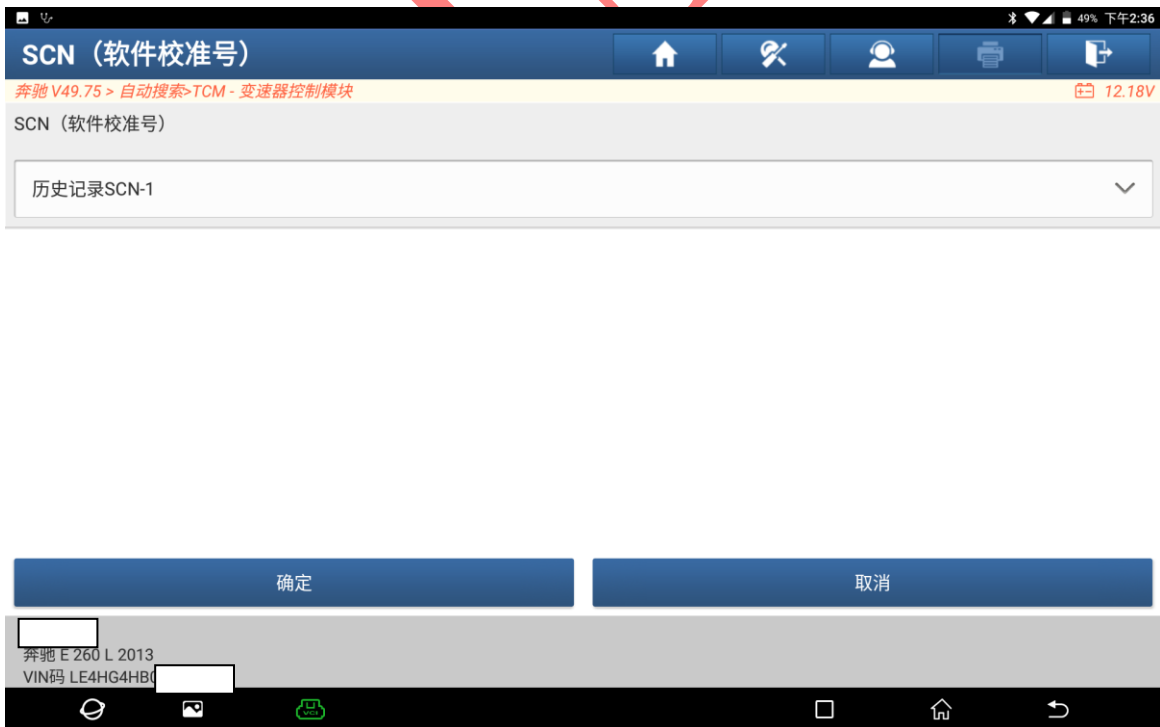 49% 下午2:36
SCN（软件校准号）
奔驰 V49.75 > 自动搜索>TCM - 变速器控制模块
12.18V
SCN（软件校准号）
历史记录SCN-1
确定
取消
奔驰 E 260 L 2013
VIN码 LE4HG4HB
VCI